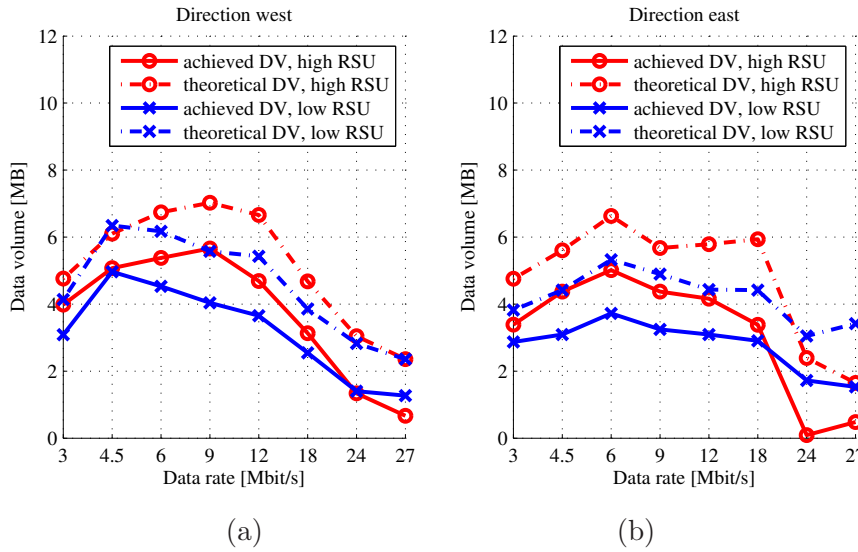 Direction west
12
10
8
6
4
2
0
Data volume [MB]
achieved DV, high RSU
theoretical DV, high RSU
achieved DV, low RSU
theoretical DV, low RSU
3 4.5 6 9 12 18 24 27
Data rate [Mbit/s]
(a)
Direction east
12
10
8
6
4
2
0
Data volume [MB]
achieved DV, high RSU
theoretical DV, high RSU
achieved DV, low RSU
theoretical DV, low RSU
3 4.5 6 9 12 18 24 27
Data rate [Mbit/s]
(b)